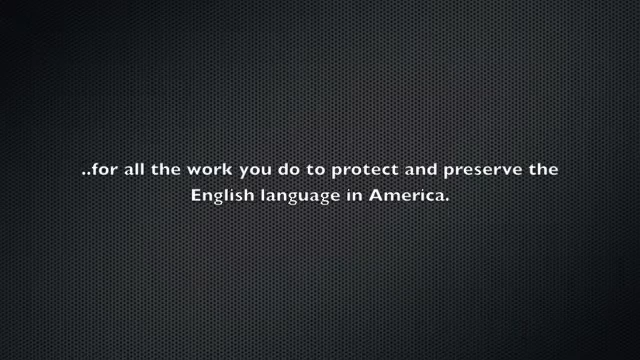 ..for all the work you do to protect and preserve the
English language in America.